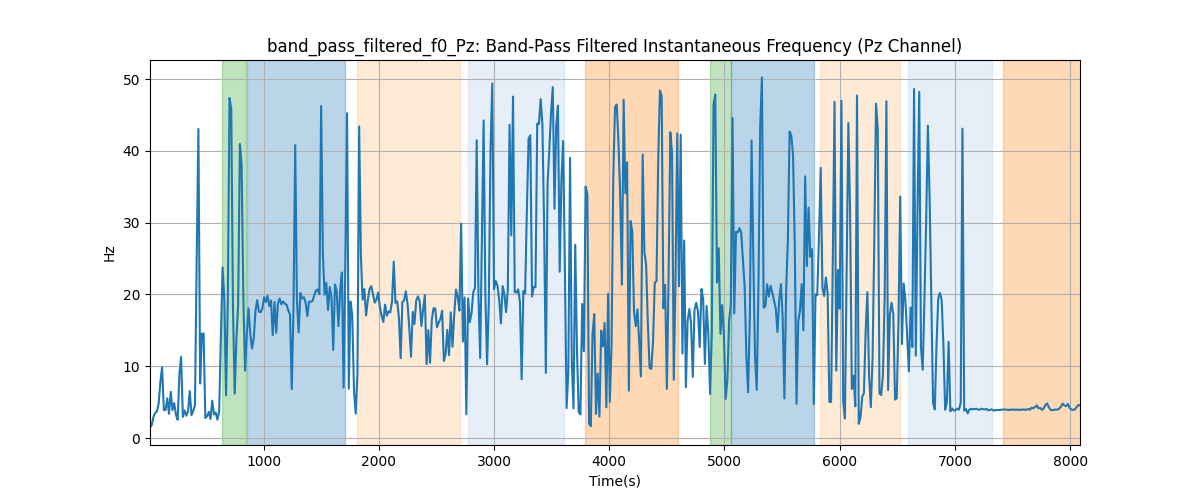 band_pass_filtered_f0_Pz: Band-Pass Filtered Instantaneous Frequency (Pz Channel)
50
40
30
20
10
0
Hz
1000 2000 3000 4000 5000 6000 7000 8000
Time(s)